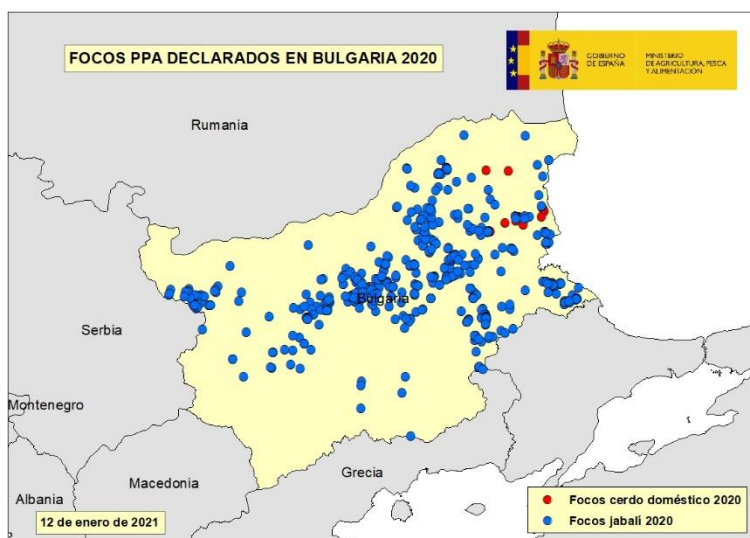 FOCOS PPA DECLARADOS EN BULGARIA 2020
GOBIERNO
DE ESPAÑA
MINISTERIO
DE AGRICULTURA, PESCA
Y ALIMENTACIÓN
Rumania
Bulgaria
Serbia
Montenegro
Macedonia
Grecia
Albania
Focos cerdo doméstico 2020
Focos jabalí 2020
12 de enero de 2021